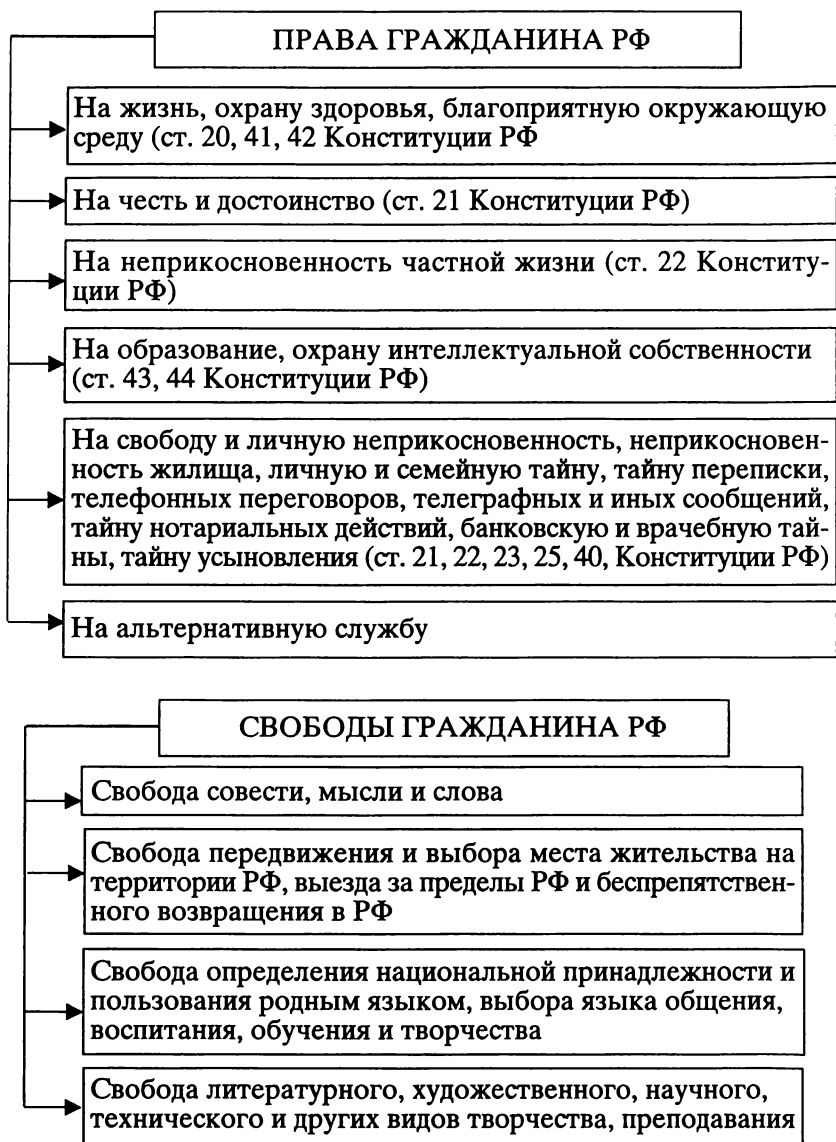 ПРАВА ГРАЖДАНИНА РФ
На жизнь, охрану здоровья, благоприятную окружающую
среду (ст. 20, 41, 42 Конституции РФ
На честь и достоинство (ст. 21 Конституции РФ)
На неприкосновенность частной жизни (ст. 22 Конститу-
ции РФ)
На образование, охрану интеллектуальной собственности
(ст. 43, 44 Конституции РФ)
На свободу и личную неприкосновенность, неприкосновен-
ность жилища, личную и семейную тайну, тайну переписки,
телефонных переговоров, телеграфных и иных сообщений,
тайну нотариальных действий, банковскую и врачебную тай-
ны, тайну усыновления (ст. 21, 22, 23, 25, 40, Конституции РФ)
На альтернативную службу
СВОБОДЫ ГРАЖДАНИНА РФ
Свобода совести, мысли и слова
Свобода передвижения и выбора места жительства на
территории РФ, выезда за пределы РФ и беспрепятствен-
ного возвращения в РФ
Свобода определения национальной принадлежности и
пользования родным языком, выбора языка общения,
воспитания, обучения и творчества
Свобода литературного, художественного, научного,
технического и других видов творчества, преподавания